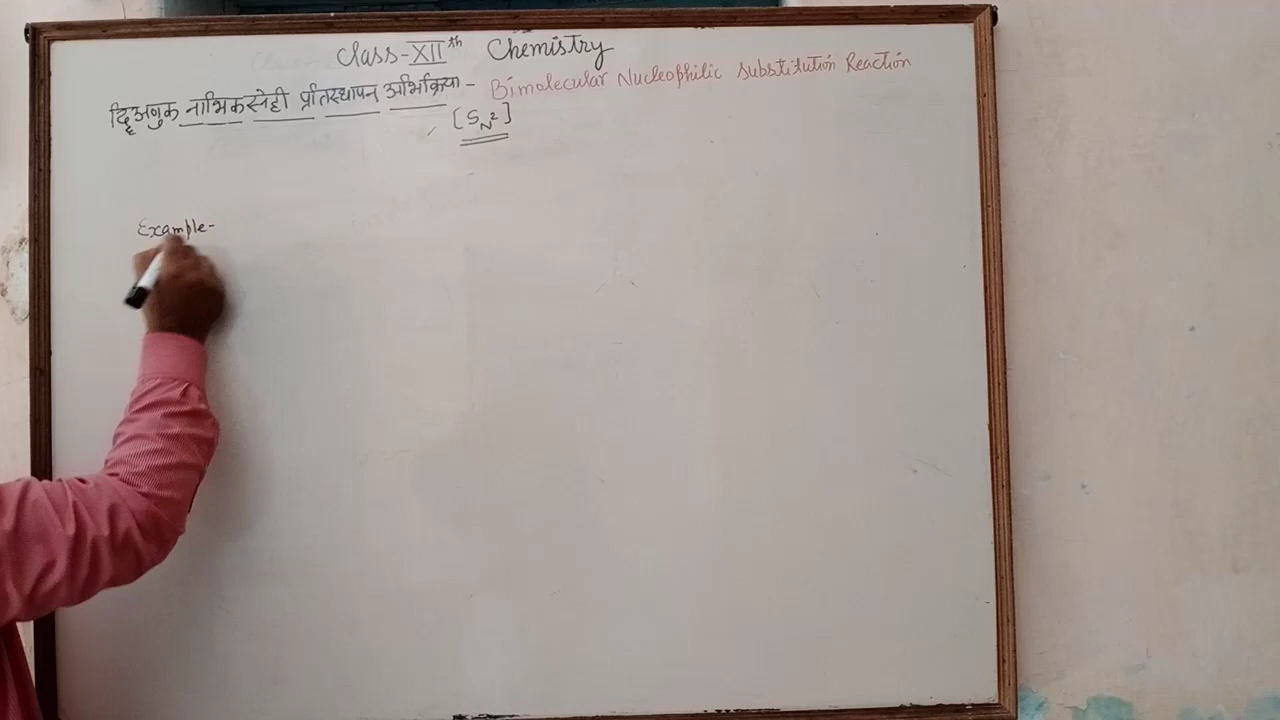 Class-XIIth Chemistry
द्विअणुक नाभिकस्नेही प्रतिस्थापन अभिक्रिया - Bimolecular Nucleophilic Substitution Reaction
[SN2]
Example-